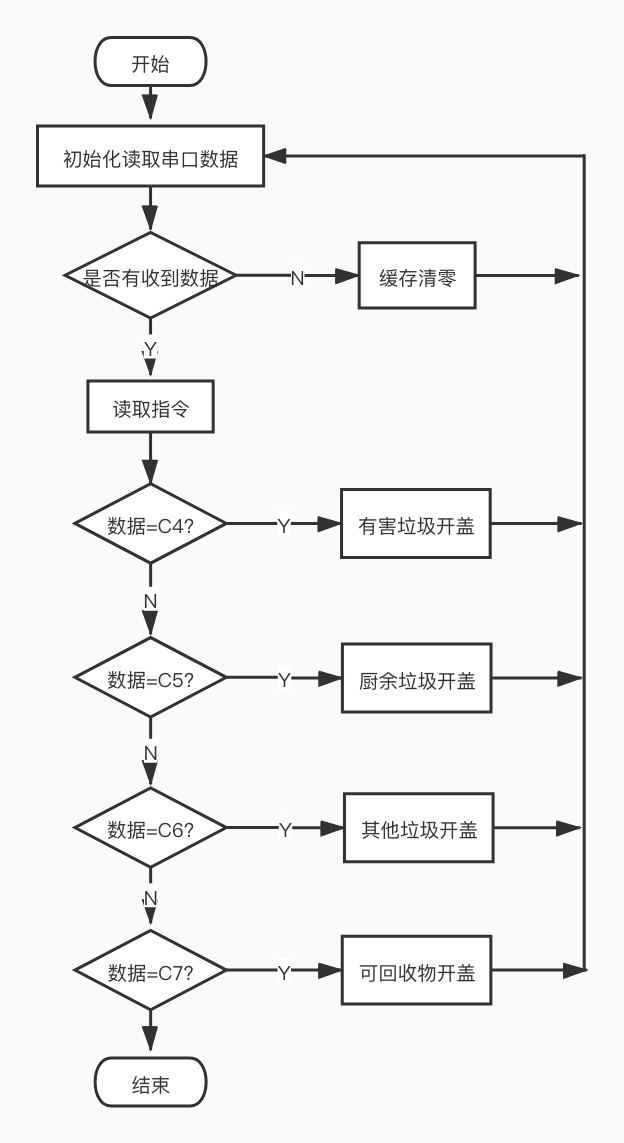 开始
初始化读取串口数据
是否有收到数据
N
缓存清零
Y
读取指令
数据=C4?
Y
有害垃圾开盖
N
数据=C5?
Y
厨余垃圾开盖
N
数据=C6?
Y
其他垃圾开盖
N
数据=C7?
Y
可回收物开盖
结束